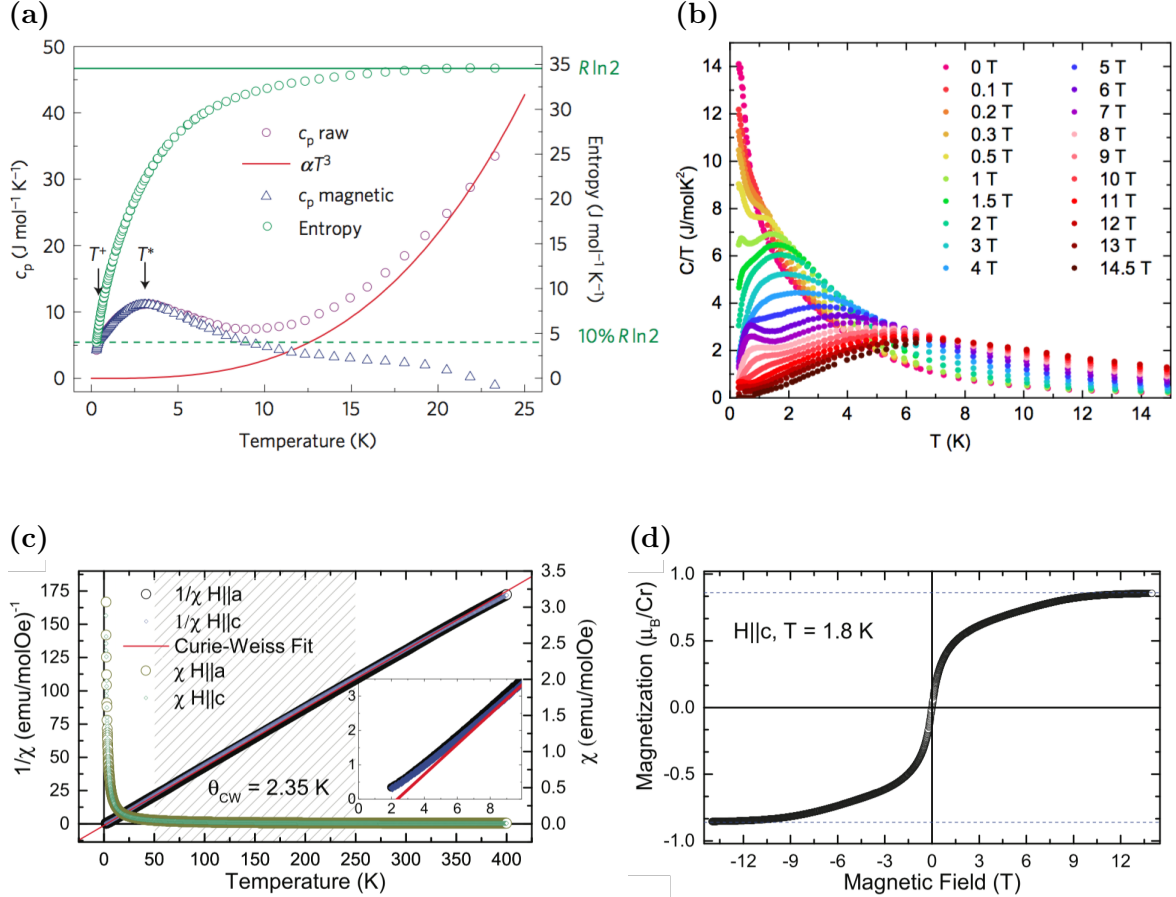 (a)
50
40
30
20
10
0
c_p (J mol⁻¹ K⁻¹)
0
5
10
15
20
25
Temperature (K)
35
30
25
20
15
10
5
0
Entropy (J mol⁻¹ K⁻¹)
R ln 2
10% R ln 2
c_p raw
αT³
c_p magnetic
Entropy
T⁺
T*
(b)
14
12
10
8
6
4
2
0
C/T (J/molK²)
0
2
4
6
8
10
12
14
T (K)
0 T
0.1 T
0.2 T
0.3 T
0.5 T
1 T
1.5 T
2 T
3 T
4 T
5 T
6 T
7 T
8 T
9 T
10 T
11 T
12 T
13 T
14.5 T
(c)
175
150
125
100
75
50
25
0
1/χ (emu/molOe)⁻¹
0
50
100
150
200
250
300
350
400
Temperature (K)
3.5
3.0
2.5
2.0
1.5
1.0
0.5
0.0
χ (emu/molOe)
1/χ H||a
1/χ H||c
Curie-Weiss Fit
χ H||a
χ H||c
θ_CW = 2.35 K
3
2
1
0
0
2
4
6
8
(d)
1.0
0.5
0.0
-0.5
-1.0
Magnetization (μ_B/Cr)
H||c, T = 1.8 K
-12
-9
-6
-3
0
3
6
9
12
Magnetic Field (T)